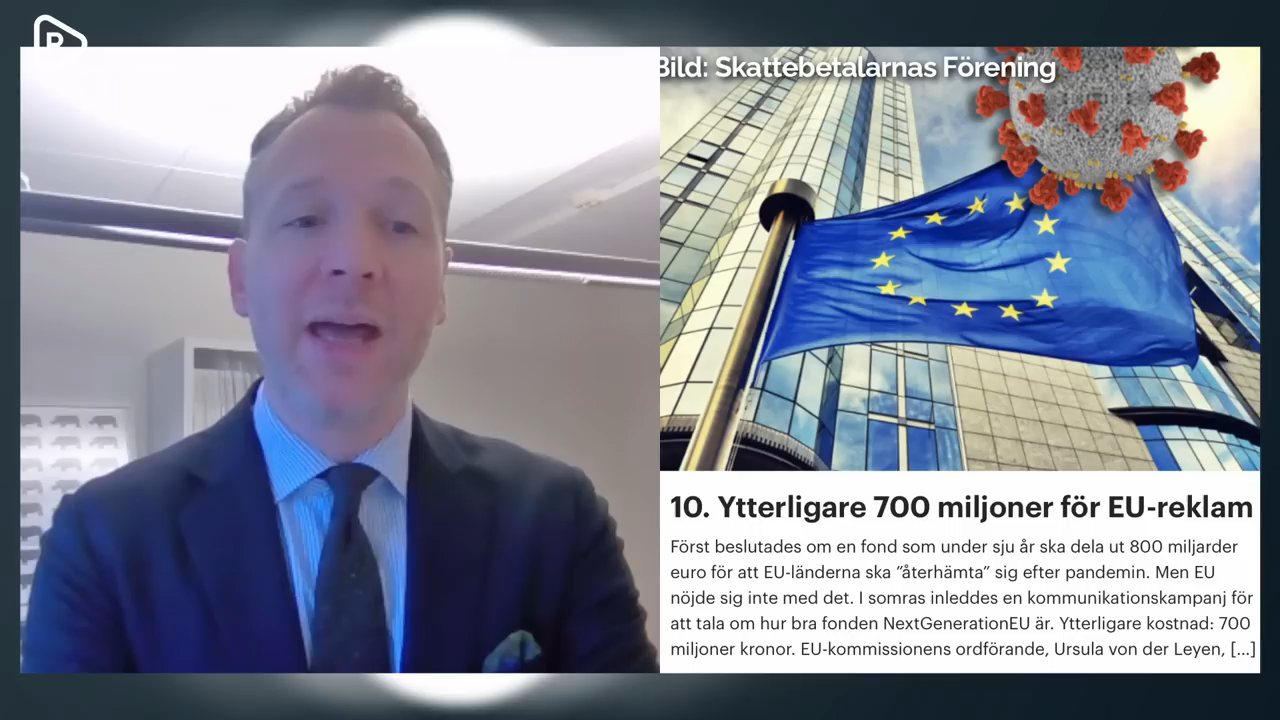 R
Bild: Skattebetalarnas Förening
10. Ytterligare 700 miljoner för EU-reklam
Först beslutades om en fond som under sju år ska dela ut 800 miljarder
euro för att EU-länderna ska ”återhämta” sig efter pandemin. Men EU
nöjde sig inte med det. I somras inleddes en kommunikationskampanj för
att tala om hur bra fonden NextGenerationEU är. Ytterligare kostnad: 700
miljoner kronor. EU-kommissionens ordförande, Ursula von der Leyen, [...]